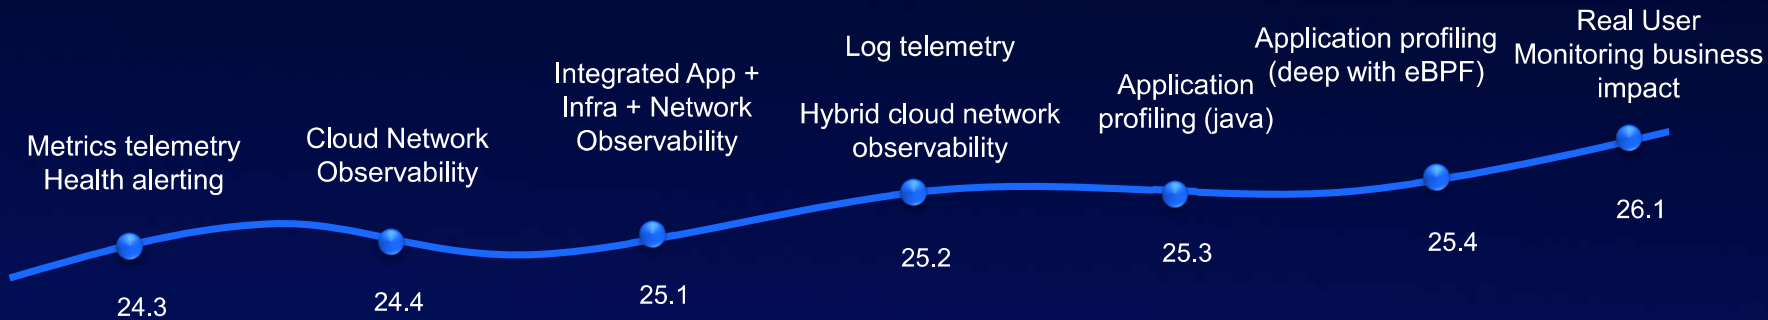 Metrics telemetry
Health alerting
24.3
Cloud Network
Observability
24.4
Integrated App +
Infra + Network
Observability
25.1
Log telemetry
Hybrid cloud network
observability
25.2
Application
profiling (java)
25.3
Application profiling
(deep with eBPF)
25.4
Real User
Monitoring business
impact
26.1